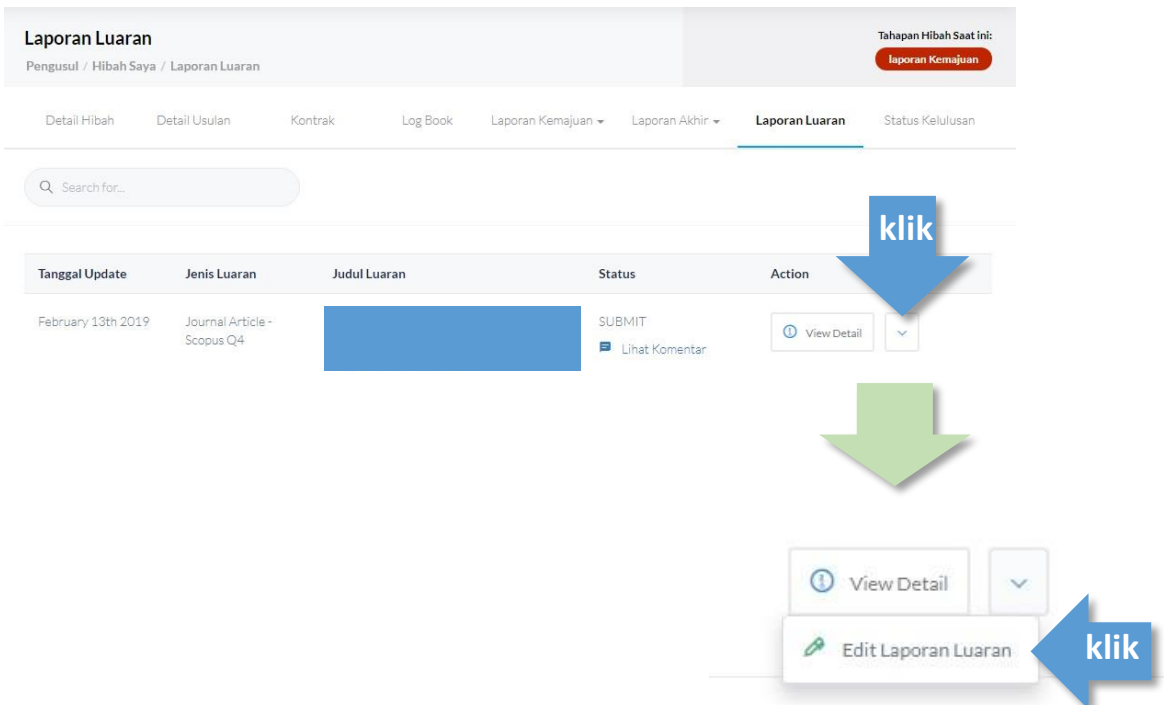 Laporan Luaran
Tahapan Hibah Saat ini:
Pengusul / Hibah Saya / Laporan Luaran
laporan Kemajuan
Detail Hibah Detail Usulan Kontrak Log Book Laporan Kemajuan Laporan Akhir Laporan Luaran Status Kelulusan
Search for...
klik
Tanggal Update Jenis Luaran Judul Luaran Status Action
February 13th 2019 Journal Article - SUBMIT View Detail
Scopus Q4 Lihat Komentar
View Detail
Edit Laporan Luaran klik